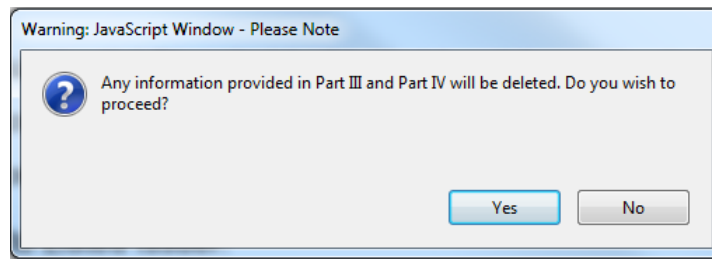 Warning: JavaScript Window - Please Note
Any information provided in Part III and Part IV will be deleted. Do you wish to
proceed?
Yes
No